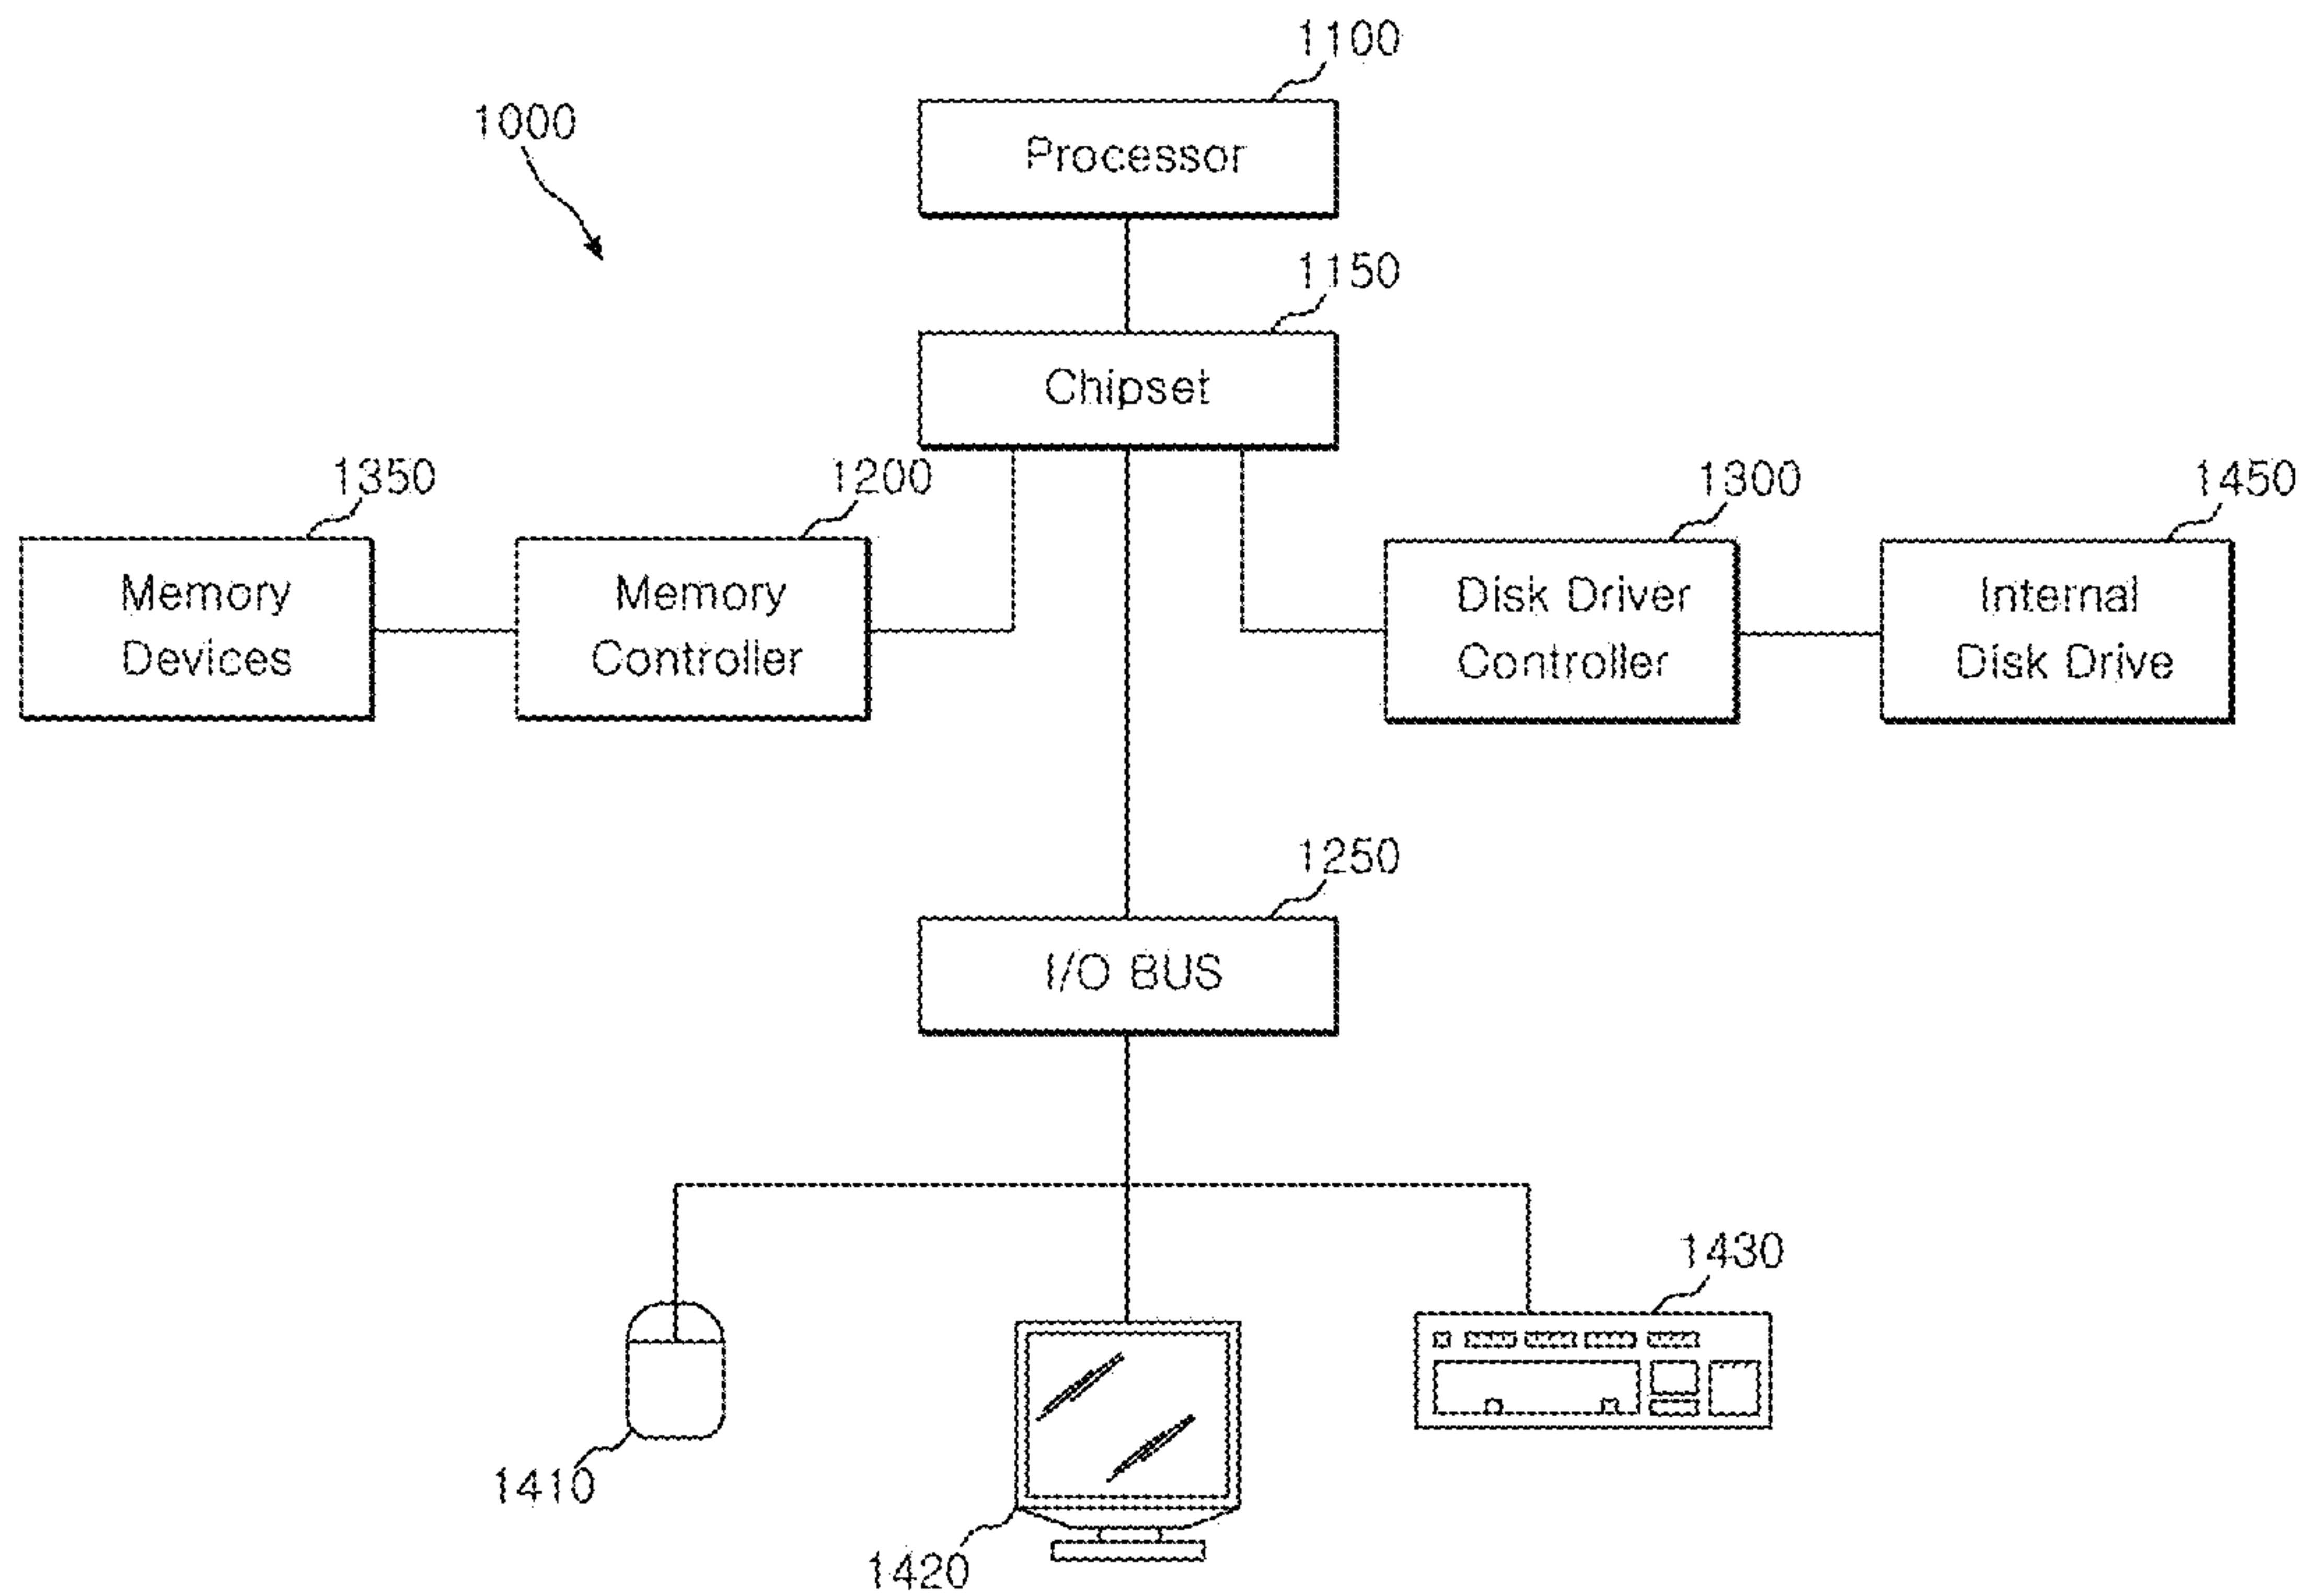 1100
1000
Processor
1150
Chipset
1350
1200
1300
1450
Memory
Devices
Memory
Controller
Disk Driver
Controller
Internal
Disk Drive
1250
I/O BUS
1430
1410
1420